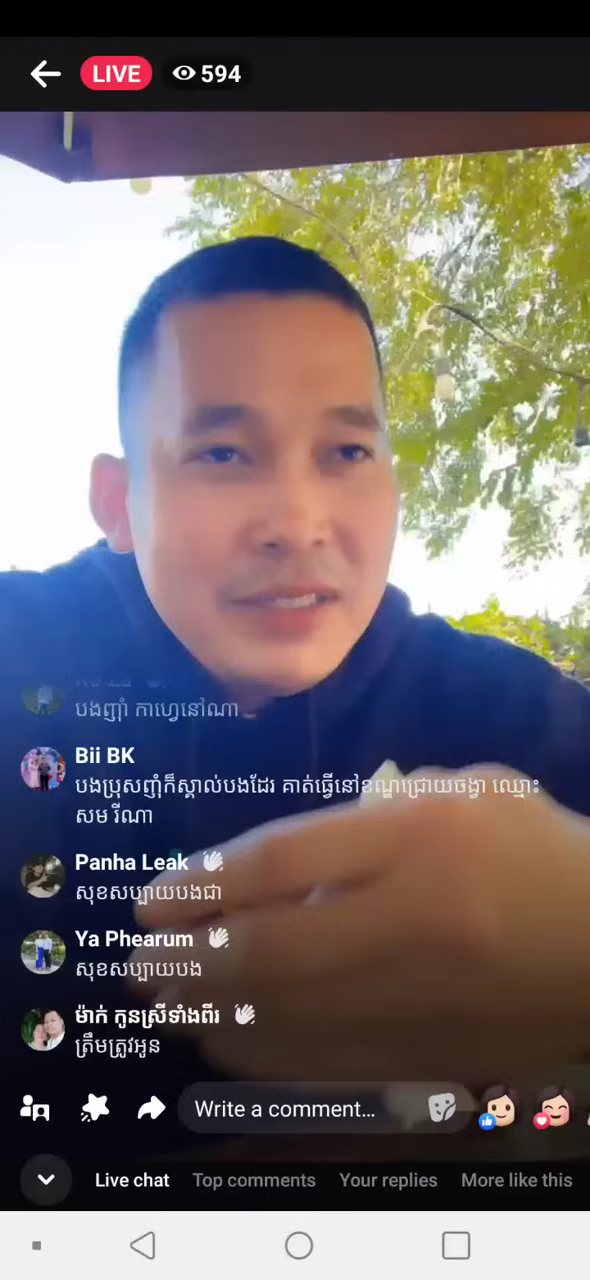 LIVE
594
បងញ៉ាំ កាហ្វេនៅណា
Bii BK
បងប្រុសញុំក៏ស្គាល់បងដែរ គាត់ធ្វើនៅខណ្ឌជ្រោយចង្វា ឈ្មោះ
សម រីណា
Panha Leak
សុខសប្បាយបងជា
Ya Phearum
សុខសប្បាយបង
ម៉ាក់ កូនស្រីទាំងពីរ
ត្រឹមត្រូវអូន
Write a comment...
Live chat
Top comments
Your replies
More like this